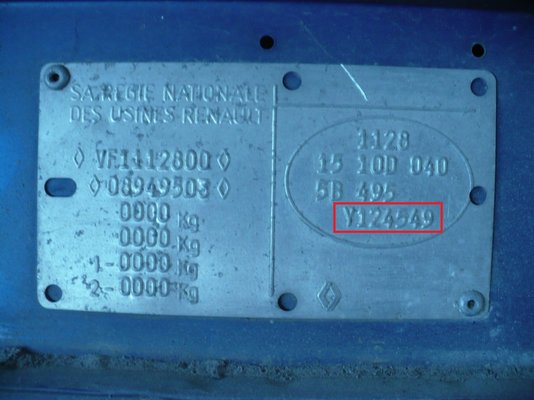 SA.REGIE NATIONALE
DES USINES RENAULT
◊ VF1112800 ◊
◊ 08949503 ◊
0000 Kg
0000 Kg
1-0000 Kg
2-0000 Kg
1128
15 10D 040
5B 495
Y124549